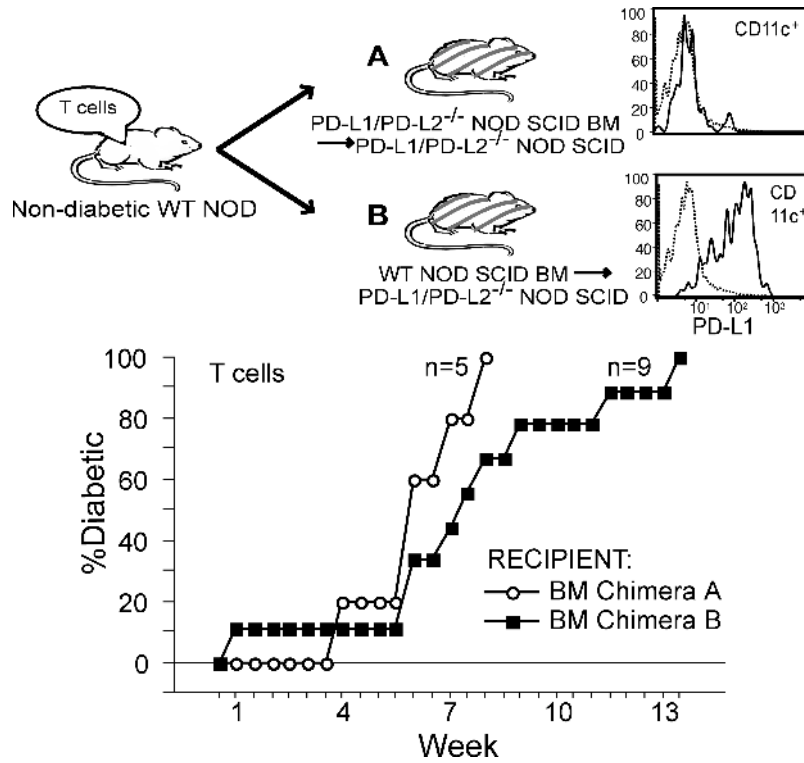 T cells
Non-diabetic WT NOD
A
PD-L1/PD-L2-/- NOD SCID BM
→PD-L1/PD-L2-/- NOD SCID
B
WT NOD SCID BM →
PD-L1/PD-L2-/- NOD SCID
100
80
60
40
20
0
CD11c+
100
80
60
40
20
0
CD
11c+
10¹ 10² 10³
PD-L1
T cells
n=5
n=9
%Diabetic
100
80
60
40
20
0
RECIPIENT:
BM Chimera A
BM Chimera B
1 4 7 10 13
Week